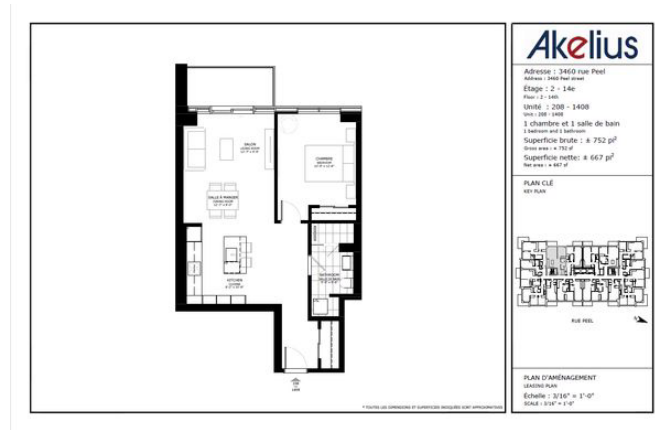 Akelius
Adresse : 3460 rue Peel
Address : 3460 Peel street
Étage : 2 - 14e
Floor : 2 - 14th
Unité : 208 - 1408
Unit : 208 - 1408
1 chambre et 1 salle de bain
1 bedroom and 1 bathroom
Superficie brute : ± 752 pi²
Gross area : ± 752 sf
Superficie nette: ± 667 pi²
Net area : ± 667 sf
PLAN CLÉ
KEY PLAN
RUE PEEL
PLAN D'AMÉNAGEMENT
LEASING PLAN
Échelle : 3/16" = 1'-0"
SCALE : 3/16" = 1'-0"
SALON
LIVING ROOM
CHAMBRE
BEDROOM
SALLE À MANGER
DINING ROOM
KITCHEN
CUISINE
* TOUTES LES DIMENSIONS ET SUPERFICIES INDIQUÉES SONT APPROXIMATIVES